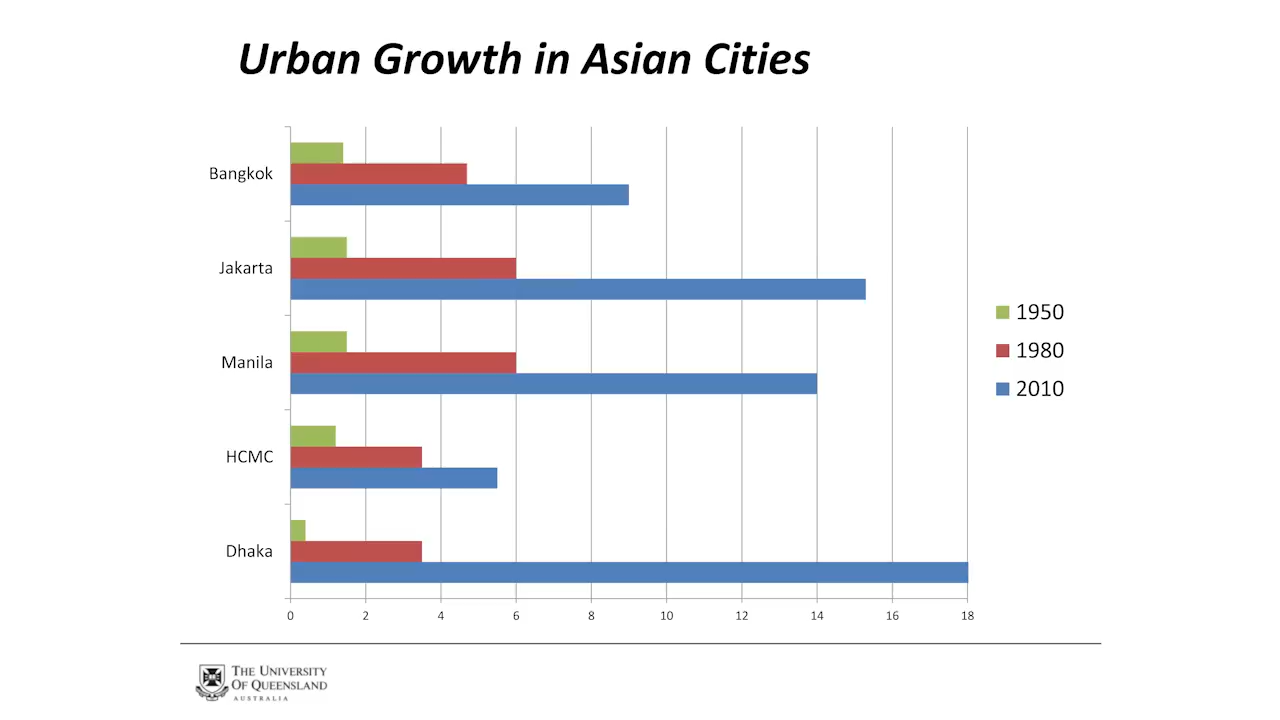 Urban Growth in Asian Cities
Bangkok
Jakarta
Manila
HCMC
Dhaka
0 2 4 6 8 10 12 14 16 18
1950
1980
2010
THE UNIVERSITY
OF QUEENSLAND
AUSTRALIA